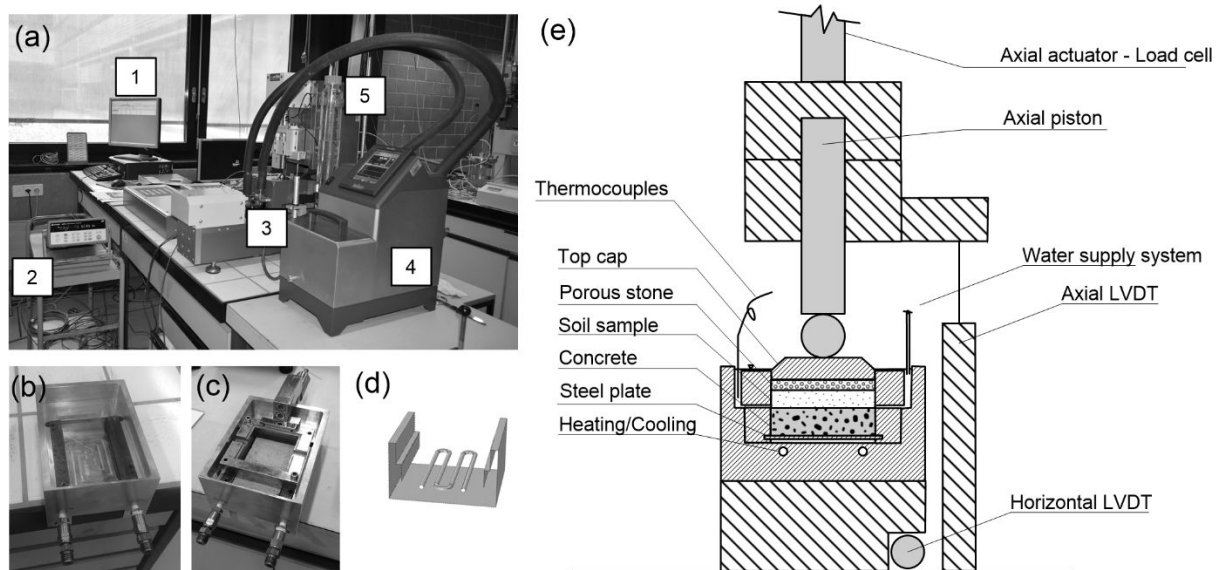 (a)
1
2
3
4
5
(b)
(c)
(d)
(e)
Axial actuator - Load cell
Axial piston
Thermocouples
Top cap
Porous stone
Soil sample
Concrete
Steel plate
Heating/Cooling
Water supply system
Axial LVDT
Horizontal LVDT